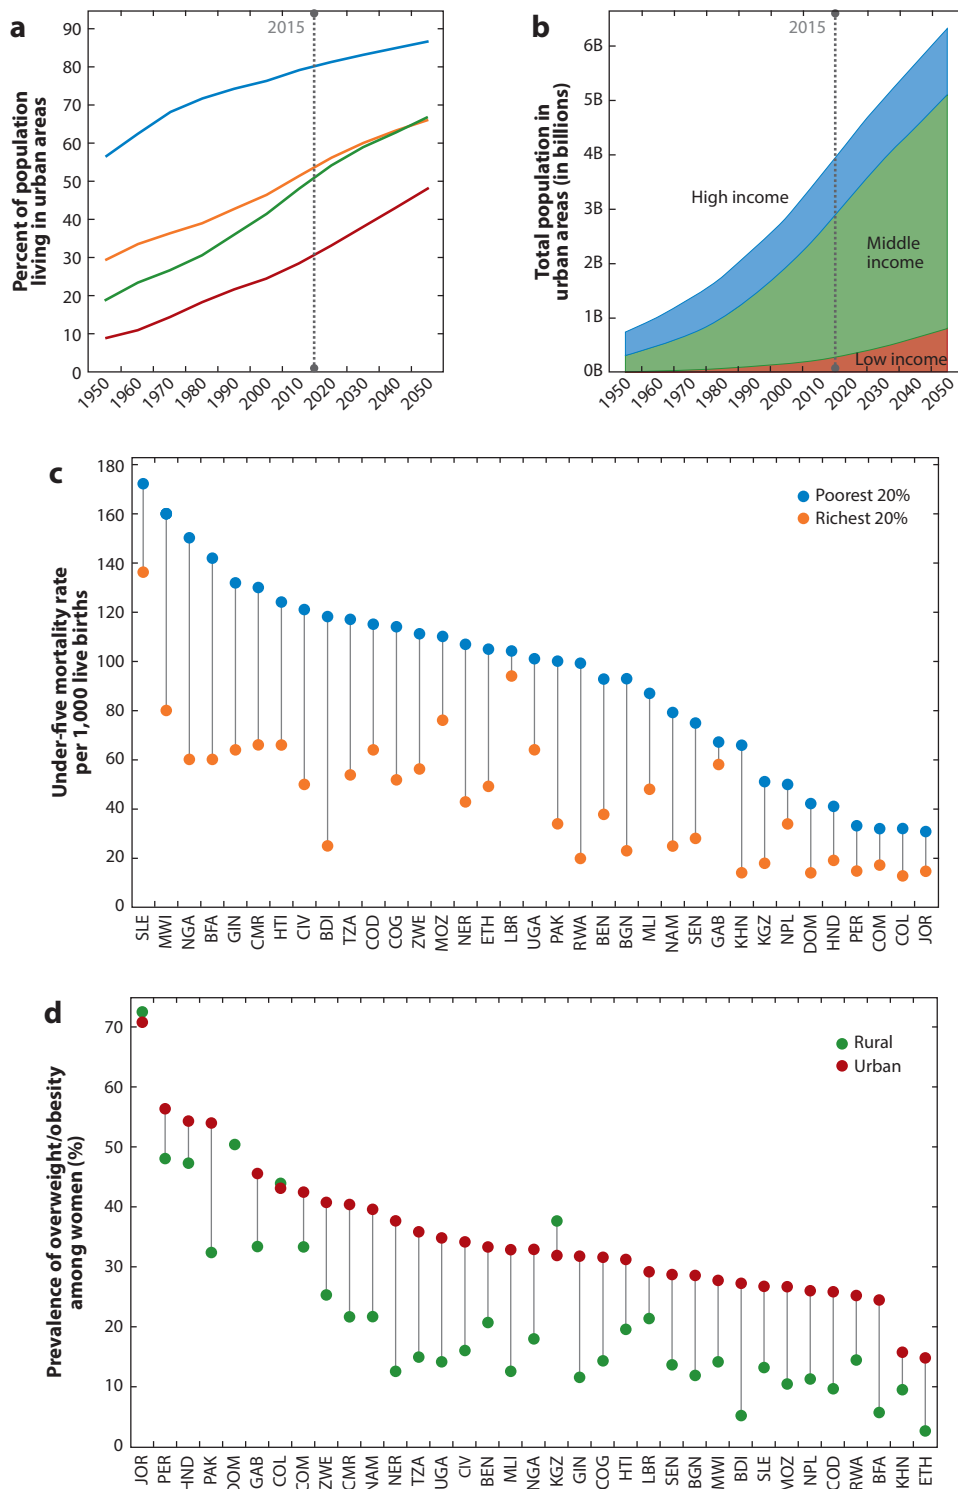 a
2015
Percent of population
living in urban areas
90
80
70
60
50
40
30
20
10
0
1950
1960
1970
1980
1990
2000
2010
2020
2030
2040
2050
b
2015
Total population in
urban areas (in billions)
6B
5B
4B
3B
2B
1B
0B
High income
Middle
income
Low income
1950
1960
1970
1980
1990
2000
2010
2020
2030
2040
2050
c
Under-five mortality rate
per 1,000 live births
180
160
140
120
100
80
60
40
20
0
Poorest 20%
Richest 20%
SLE
MWI
NGA
BFA
GIN
CMR
HTI
CIV
BDI
TZA
COD
COG
ZWE
MOZ
NER
ETH
LBR
UGA
PAK
RWA
BEN
BGN
MLI
NAM
SEN
GAB
KHN
KGZ
NPL
DOM
HND
PER
COM
COL
JOR
d
Prevalence of overweight/obesity
among women (%)
70
60
50
40
30
20
10
0
Rural
Urban
JOR
PER
HND
PAK
DOM
GAB
COL
COM
ZWE
CMR
NAM
NER
TZA
UGA
CIV
BEN
MLI
NGA
KGZ
GIN
COG
HTI
LBR
SEN
BGN
MWI
BDI
SLE
MOZ
NPL
COD
RWA
BFA
KHN
ETH